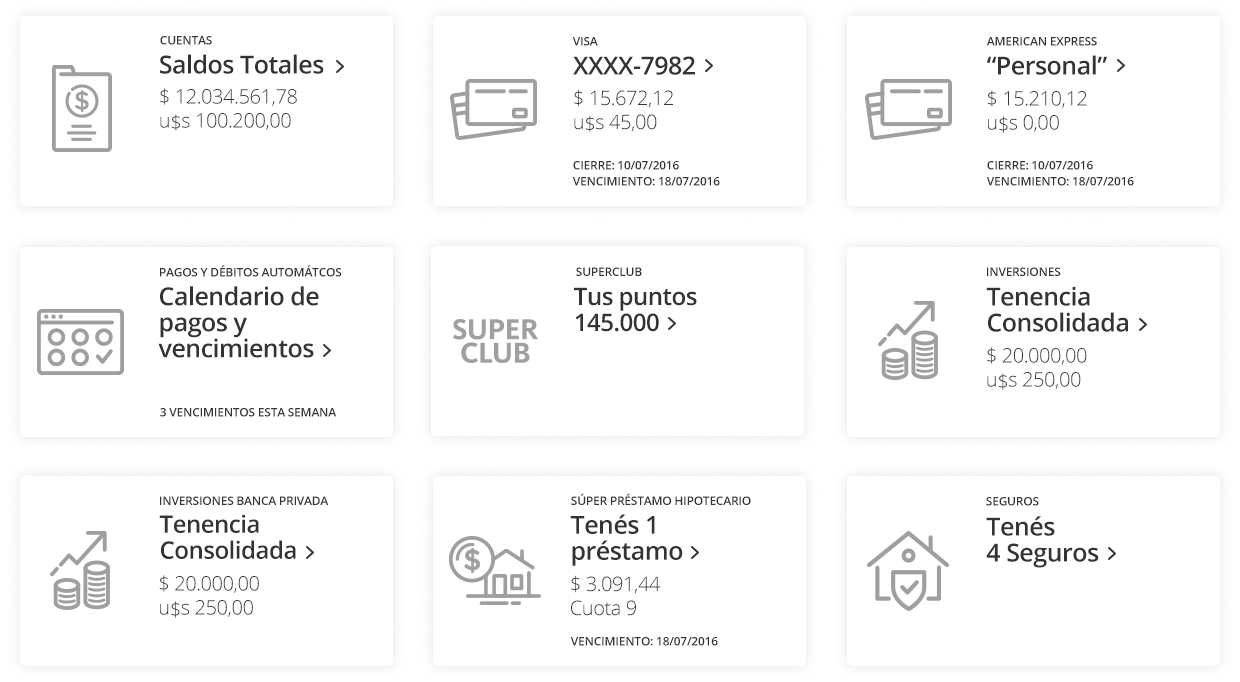 CUENTAS
Saldos Totales
$ 12.034.561,78
u$s 100.200,00
VISA
XXXX-7982
$ 15.672,12
u$s 45,00
CIERRE: 10/07/2016
VENCIMIENTO: 18/07/2016
AMERICAN EXPRESS
“Personal”
$ 15.210,12
u$s 0,00
CIERRE: 10/07/2016
VENCIMIENTO: 18/07/2016
PAGOS Y DÉBITOS AUTOMÁTCOS
Calendario de
pagos y
vencimientos
3 VENCIMIENTOS ESTA SEMANA
SUPER
CLUB
SUPERCLUB
Tus puntos
145.000
INVERSIONES
Tenencia
Consolidada
$ 20.000,00
u$s 250,00
INVERSIONES BANCA PRIVADA
Tenencia
Consolidada
$ 20.000,00
u$s 250,00
SÚPER PRÉSTAMO HIPOTECARIO
Tenés 1
préstamo
$ 3.091,44
Cuota 9
VENCIMIENTO: 18/07/2016
SEGUROS
Tenés
4 Seguros